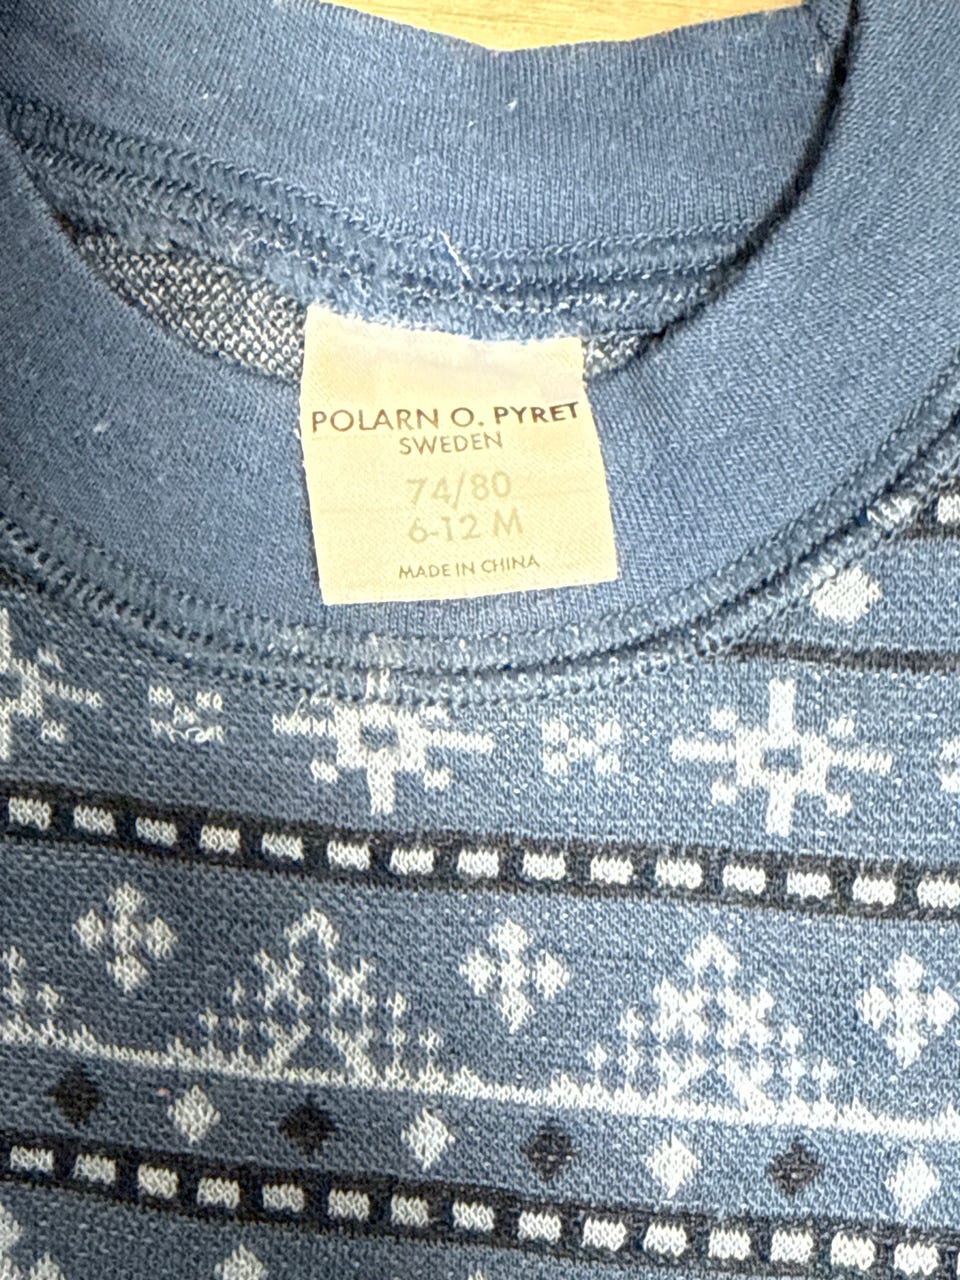 POLARN O. PYRET
SWEDEN
74/80
6-12 M
MADE IN CHINA